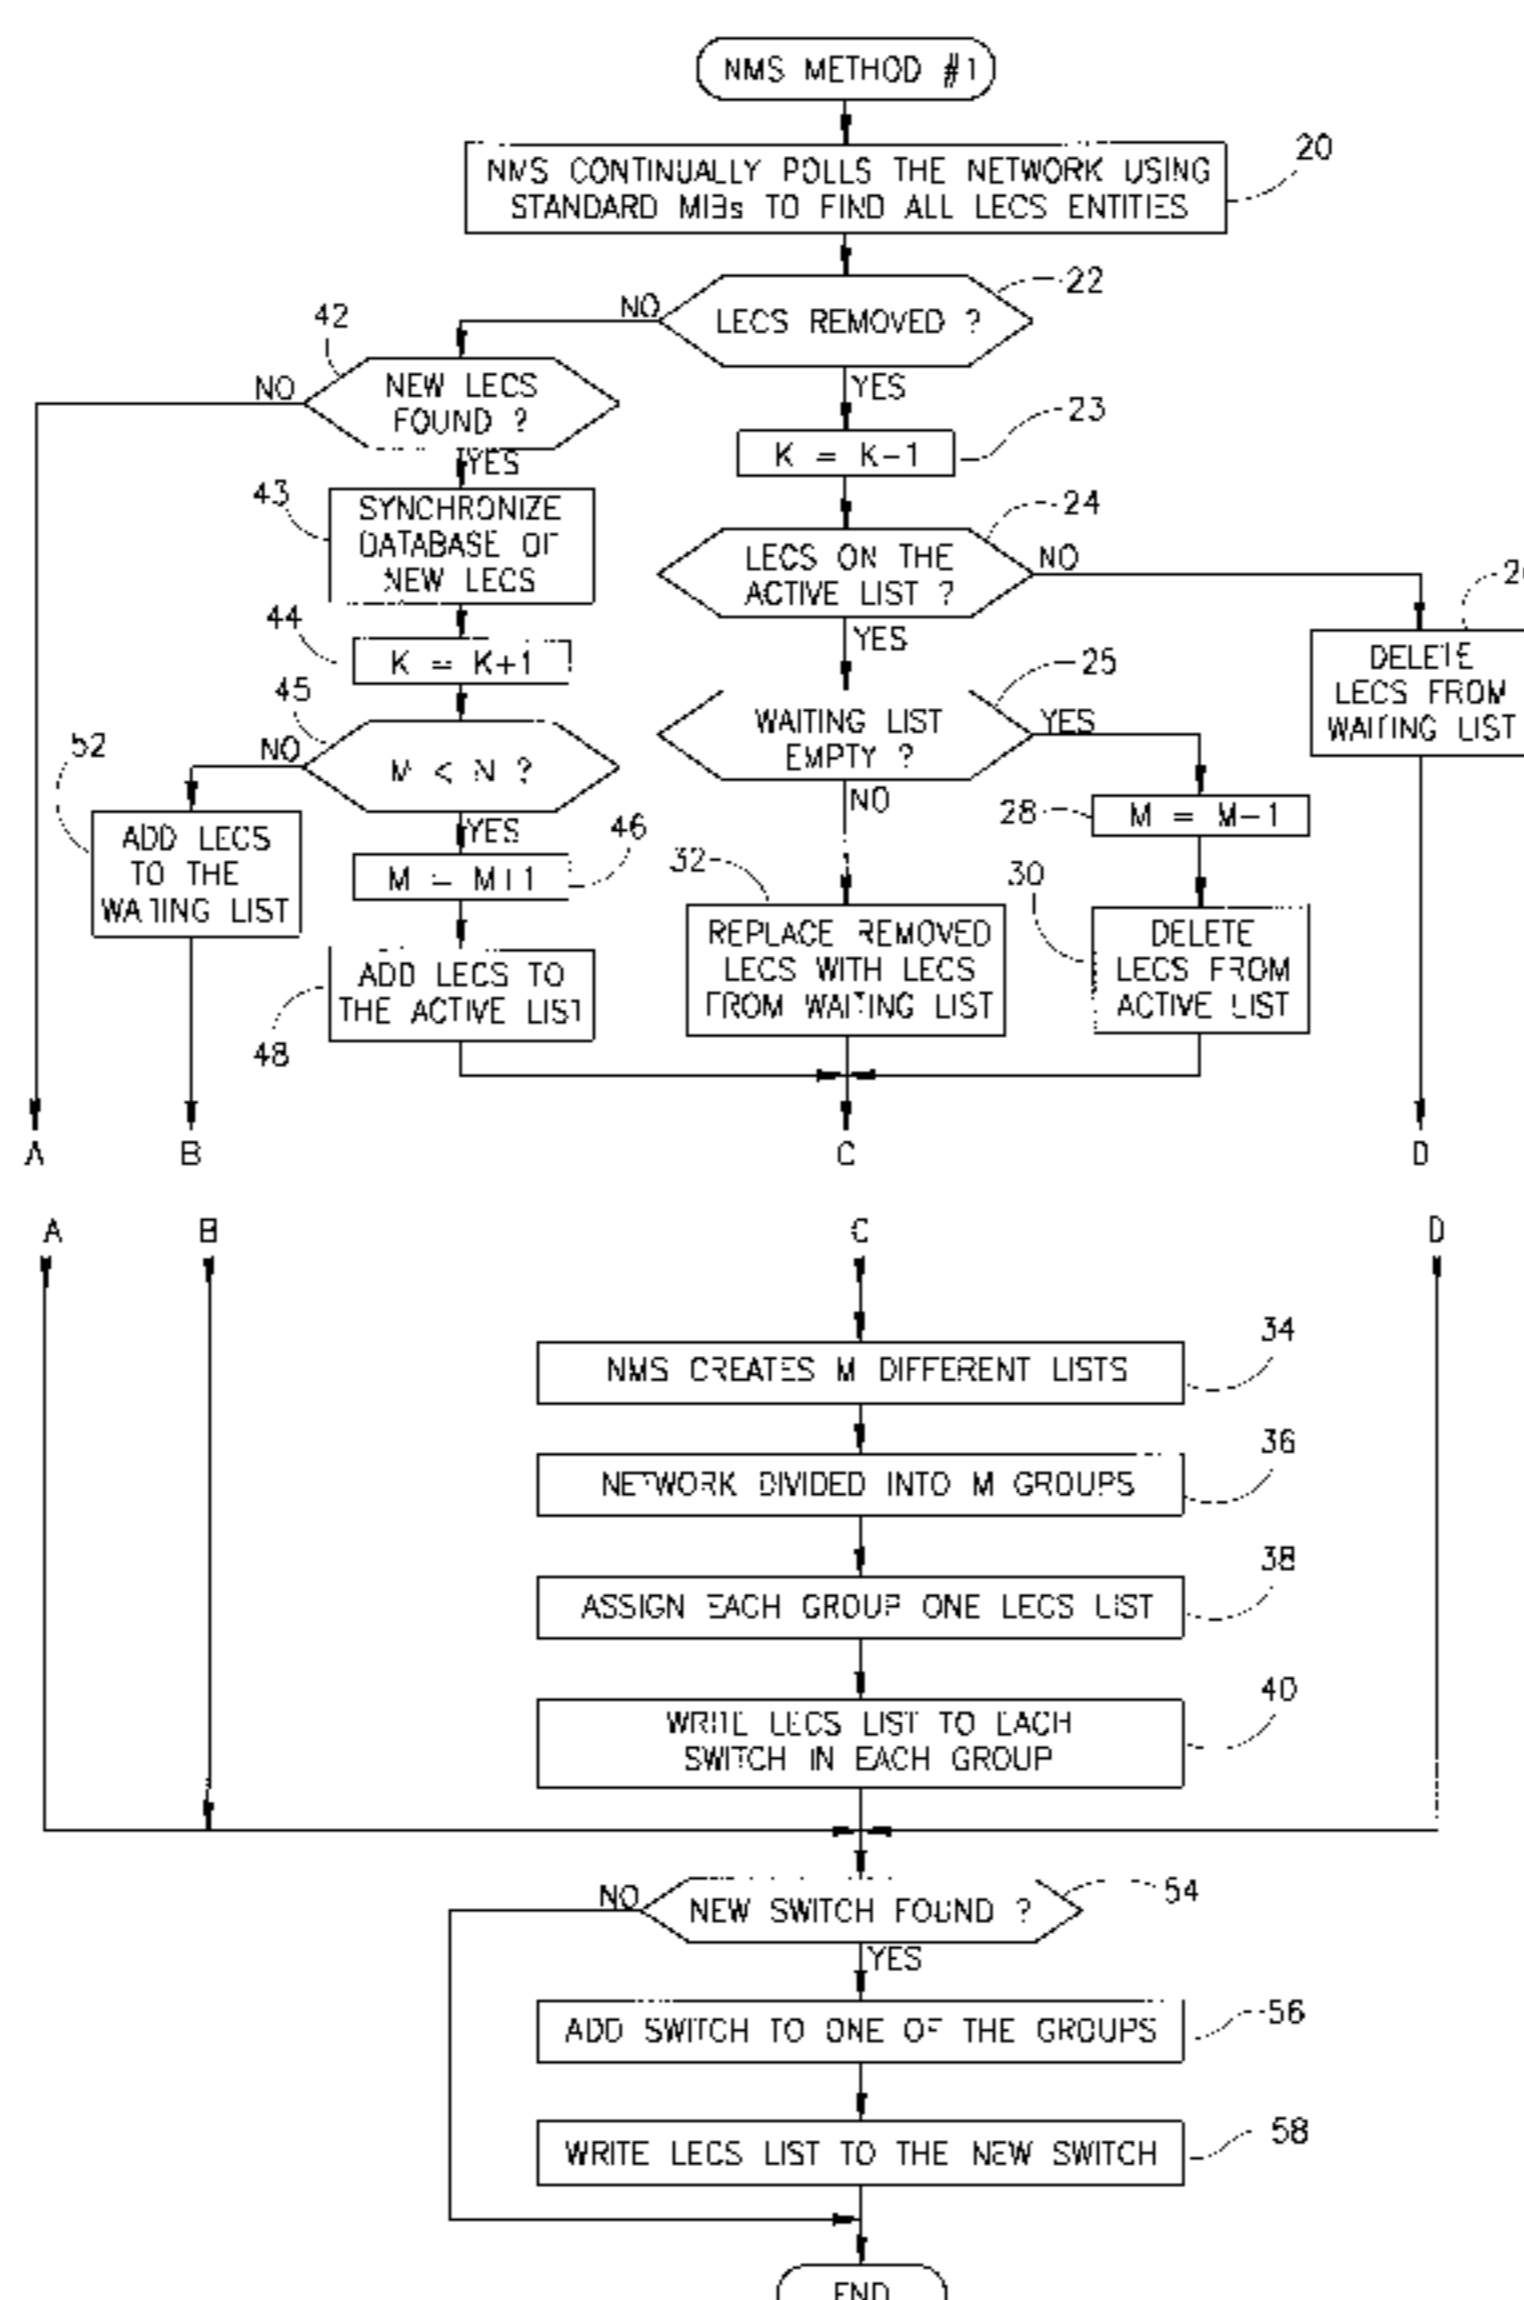 NMS METHOD #1
NMS CONTINUALLY POLLS THE NETWORK USING
STANDARD MIBs TO FIND ALL LECS ENTITIES
20
LECS REMOVED ?
22
NO
YES
42
NEW LECS
FOUND ?
NO
YES
K = K-1
23
43
SYNCHRONIZE
DATABASE OF
NEW LECS
LECS ON THE
ACTIVE LIST ?
24
NO
YES
DELETE
LECS FROM
WAITING LIST
44
K = K+1
45
M < N ?
NO
YES
WAITING LIST
EMPTY ?
25
YES
NO
52
ADD LECS
TO THE
WAITING LIST
M = M+1
46
28
M = M-1
32
REPLACE REMOVED
LECS WITH LECS
FROM WAITING LIST
30
DELETE
LECS FROM
ACTIVE LIST
ADD LECS TO
THE ACTIVE LIST
48
A B C D
A B C D
NMS CREATES M DIFFERENT LISTS
34
NETWORK DIVIDED INTO M GROUPS
36
ASSIGN EACH GROUP ONE LECS LIST
38
WRITE LECS LIST TO EACH
SWITCH IN EACH GROUP
40
NEW SWITCH FOUND ?
54
NO
YES
ADD SWITCH TO ONE OF THE GROUPS
56
WRITE LECS LIST TO THE NEW SWITCH
58
END